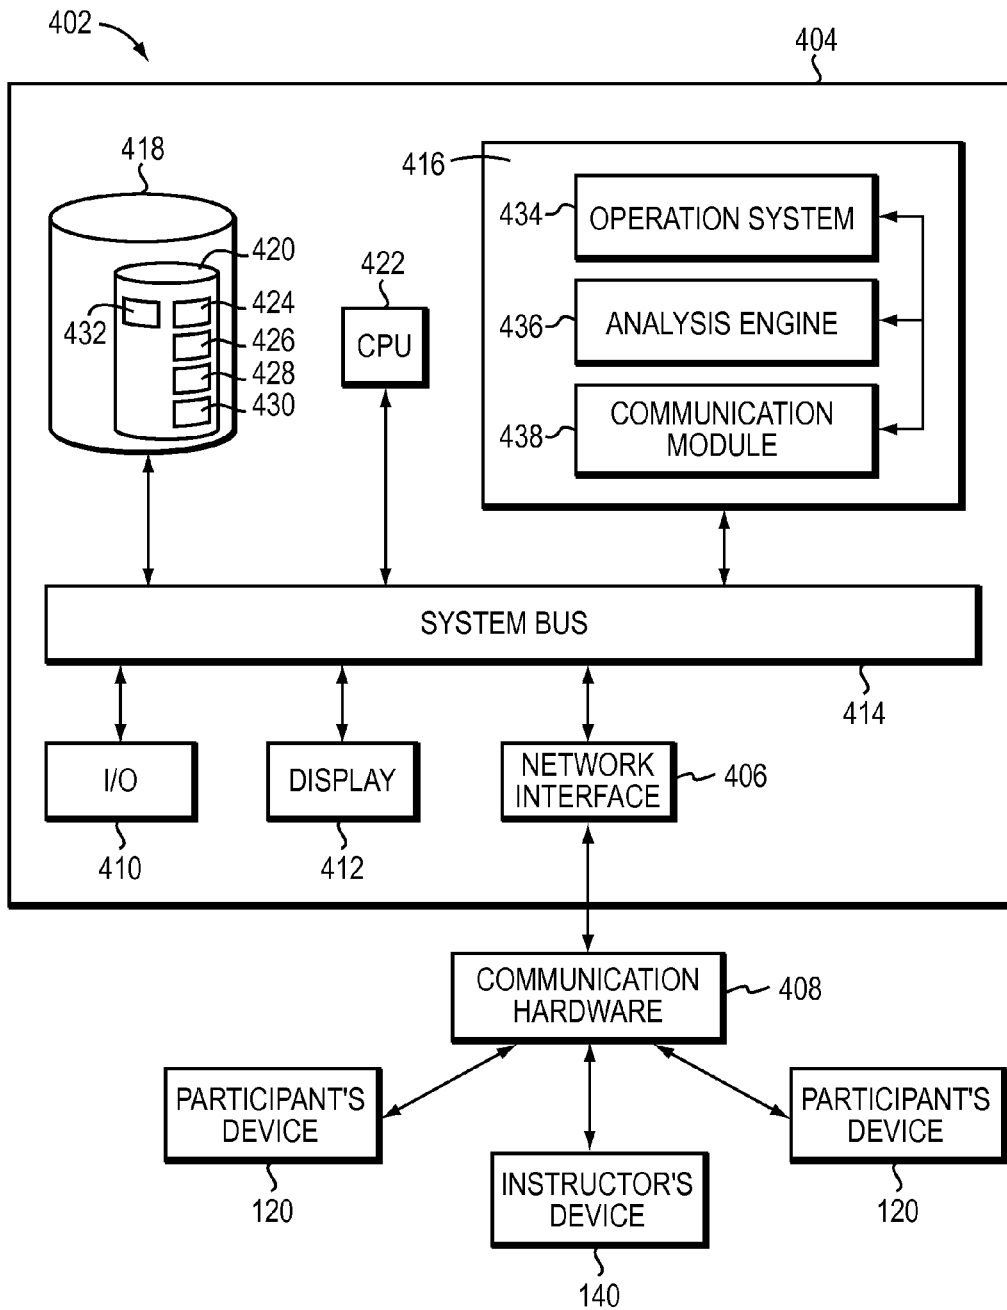 402
404
418
416
434
OPERATION SYSTEM
420
422
432
424
426
428
430
CPU
436
ANALYSIS ENGINE
438
COMMUNICATION
MODULE
SYSTEM BUS
414
I/O
DISPLAY
NETWORK
INTERFACE
406
410
412
COMMUNICATION
HARDWARE
408
PARTICIPANT'S
DEVICE
PARTICIPANT'S
DEVICE
INSTRUCTOR'S
DEVICE
120
120
140